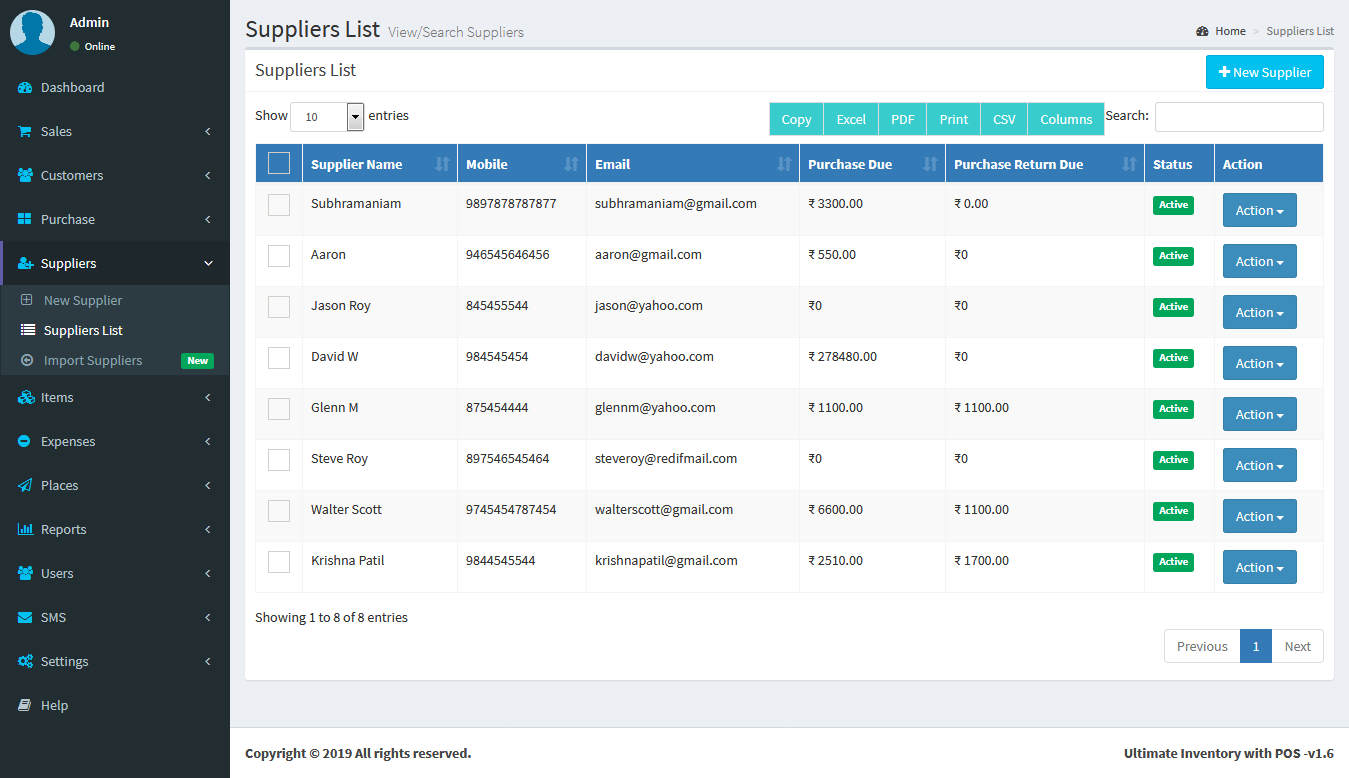 Admin
Online
Dashboard
Sales
Customers
Purchase
Suppliers
New Supplier
Suppliers List
Import Suppliers New
Items
Expenses
Places
Reports
Users
SMS
Settings
Help
Suppliers List View/Search Suppliers
Home > Suppliers List
Suppliers List
New Supplier
Show 10 entries
Copy Excel PDF Print CSV Columns Search:
Supplier Name Mobile Email Purchase Due Purchase Return Due Status Action
Subhramaniam 9897878787877 subhramaniam@gmail.com ₹ 3300.00 ₹ 0.00 Active Action
Aaron 946545646456 aaron@gmail.com ₹ 550.00 ₹0 Active Action
Jason Roy 845455544 jason@yahoo.com ₹0 ₹0 Active Action
David W 984545454 davidw@yahoo.com ₹ 278480.00 ₹0 Active Action
Glenn M 875454444 glennm@yahoo.com ₹ 1100.00 ₹ 1100.00 Active Action
Steve Roy 897546545464 steveroy@redifmail.com ₹0 ₹0 Active Action
Walter Scott 9745454787454 walterscott@gmail.com ₹ 6600.00 ₹ 1100.00 Active Action
Krishna Patil 9844545544 krishnapatil@gmail.com ₹ 2510.00 ₹ 1700.00 Active Action
Showing 1 to 8 of 8 entries
Previous 1 Next
Copyright © 2019 All rights reserved.
Ultimate Inventory with POS -v1.6